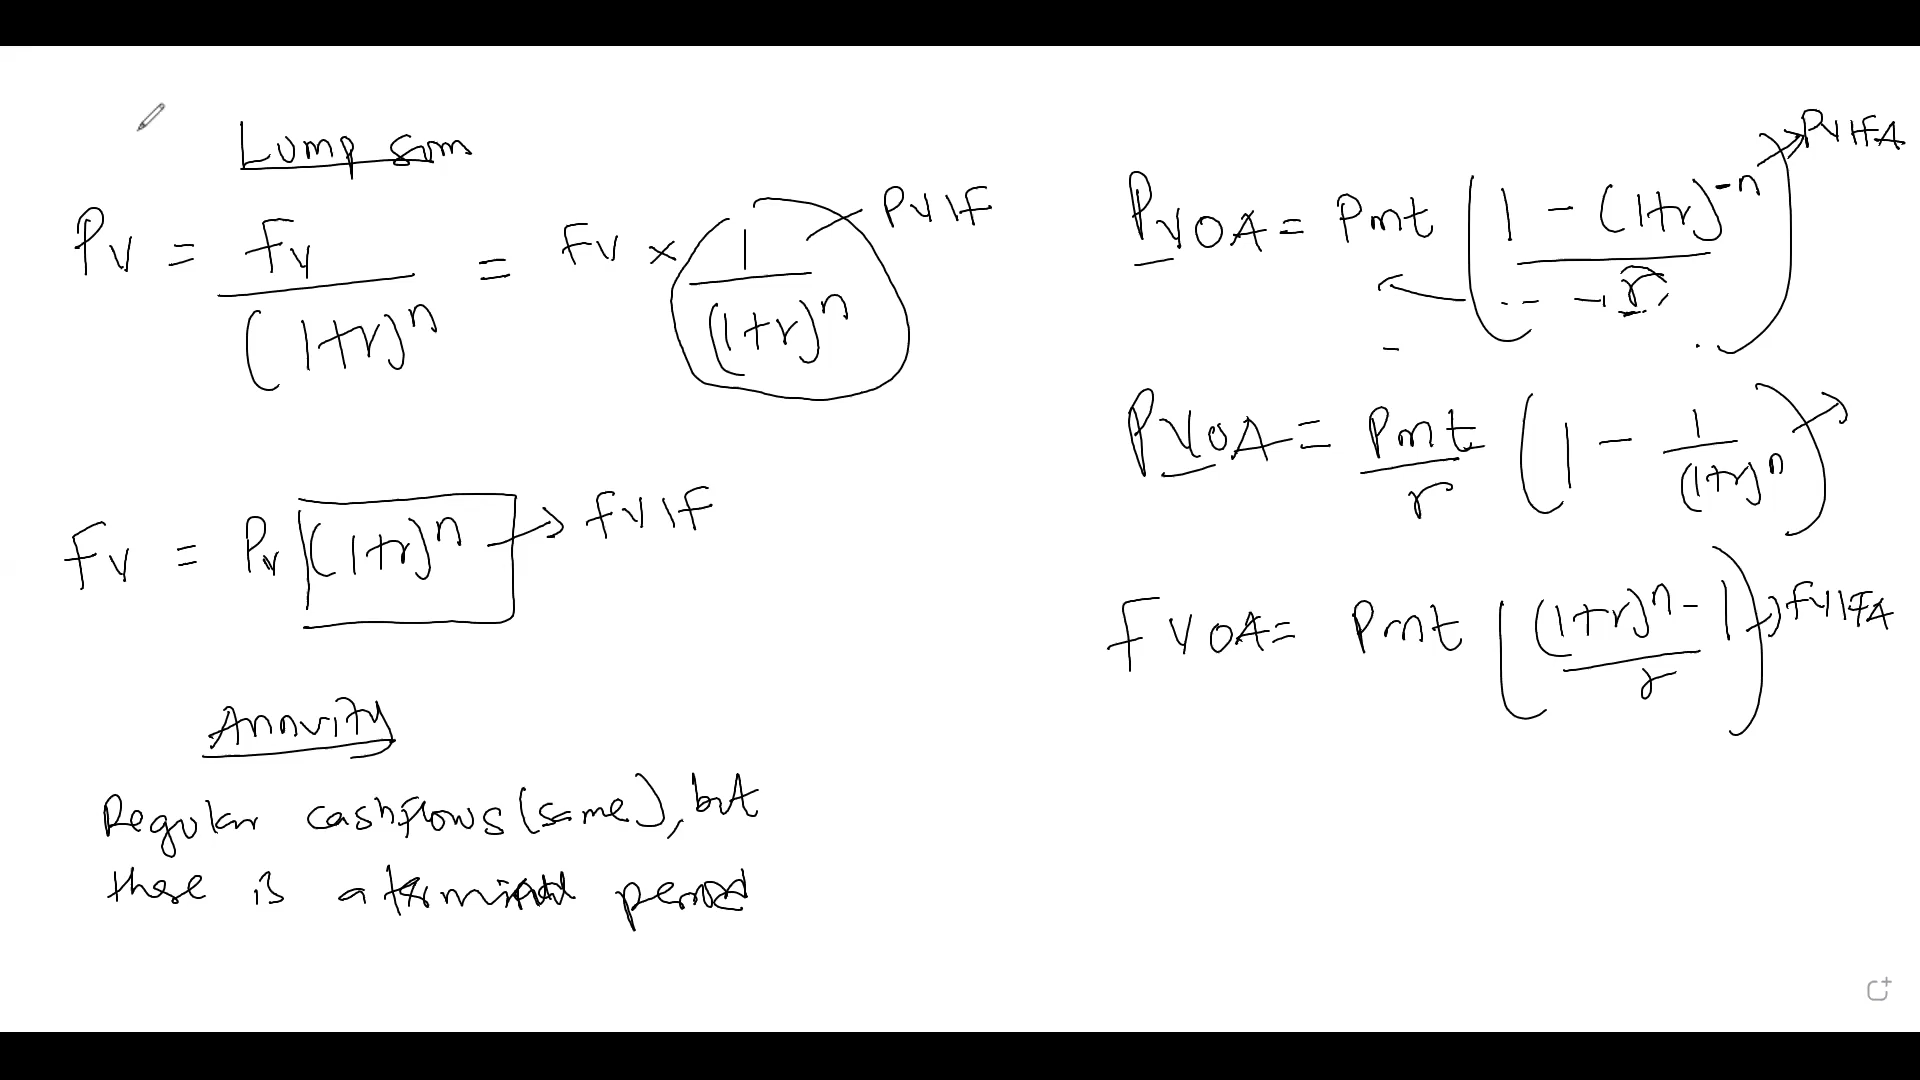 Lump sum
Pv = Fv / (1+r)^n = FV × 1 / (1+r)^n PVIF
Fv = Pv (1+r)^n → FVIF
Annuity
Regular cashflows (same), but
there is a terminal period
PVOA = Pmt (1 - (1+r)^-n / r) → PVIFA
PVOA = Pmt / r (1 - 1 / (1+r)^n) →
FVOA = Pmt ((1+r)^n - 1 / r) → FVIFA